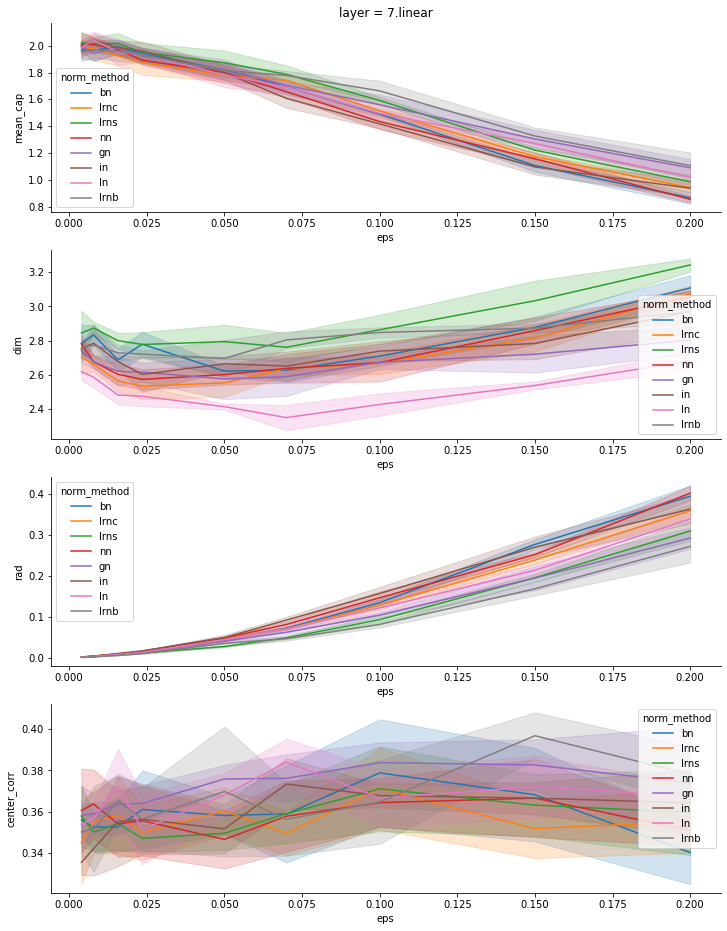 layer = 7.linear
2.0
1.8
1.6
1.4
1.2
1.0
0.8
mean_cap
norm_method
bn
lrnc
lrns
nn
gn
in
ln
lrnb
0.000 0.025 0.050 0.075 0.100 0.125 0.150 0.175 0.200
eps
3.2
3.0
2.8
2.6
2.4
dim
norm_method
bn
lrnc
lrns
nn
gn
in
ln
lrnb
0.000 0.025 0.050 0.075 0.100 0.125 0.150 0.175 0.200
eps
0.4
0.3
0.2
0.1
0.0
rad
norm_method
bn
lrnc
lrns
nn
gn
in
ln
lrnb
0.000 0.025 0.050 0.075 0.100 0.125 0.150 0.175 0.200
eps
0.40
0.38
0.36
0.34
center_corr
norm_method
bn
lrnc
lrns
nn
gn
in
ln
lrnb
0.000 0.025 0.050 0.075 0.100 0.125 0.150 0.175 0.200
eps